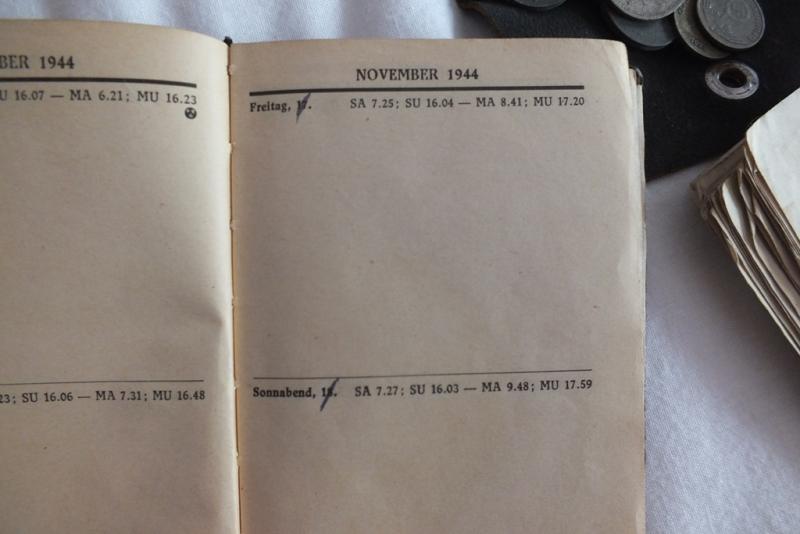 BER 1944
U 16.07 — MA 6.21; MU 16.23
23; SU 16.06 — MA 7.31; MU 16.48
NOVEMBER 1944
Freitag, 17. SA 7.25; SU 16.04 — MA 8.41; MU 17.20
Sonnabend, 18. SA 7.27; SU 16.03 — MA 9.48; MU 17.59